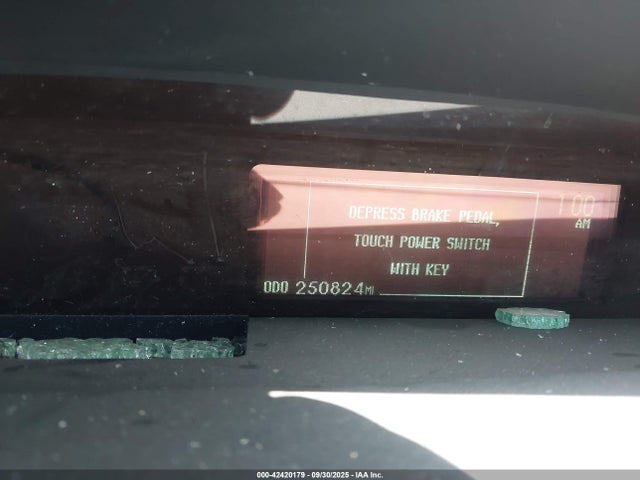 DEPRESS BRAKE PEDAL,
TOUCH POWER SWITCH
WITH KEY
1:00
AM
ODO 250824 MI
000-42420179 - 09/30/2025 - IAA Inc.